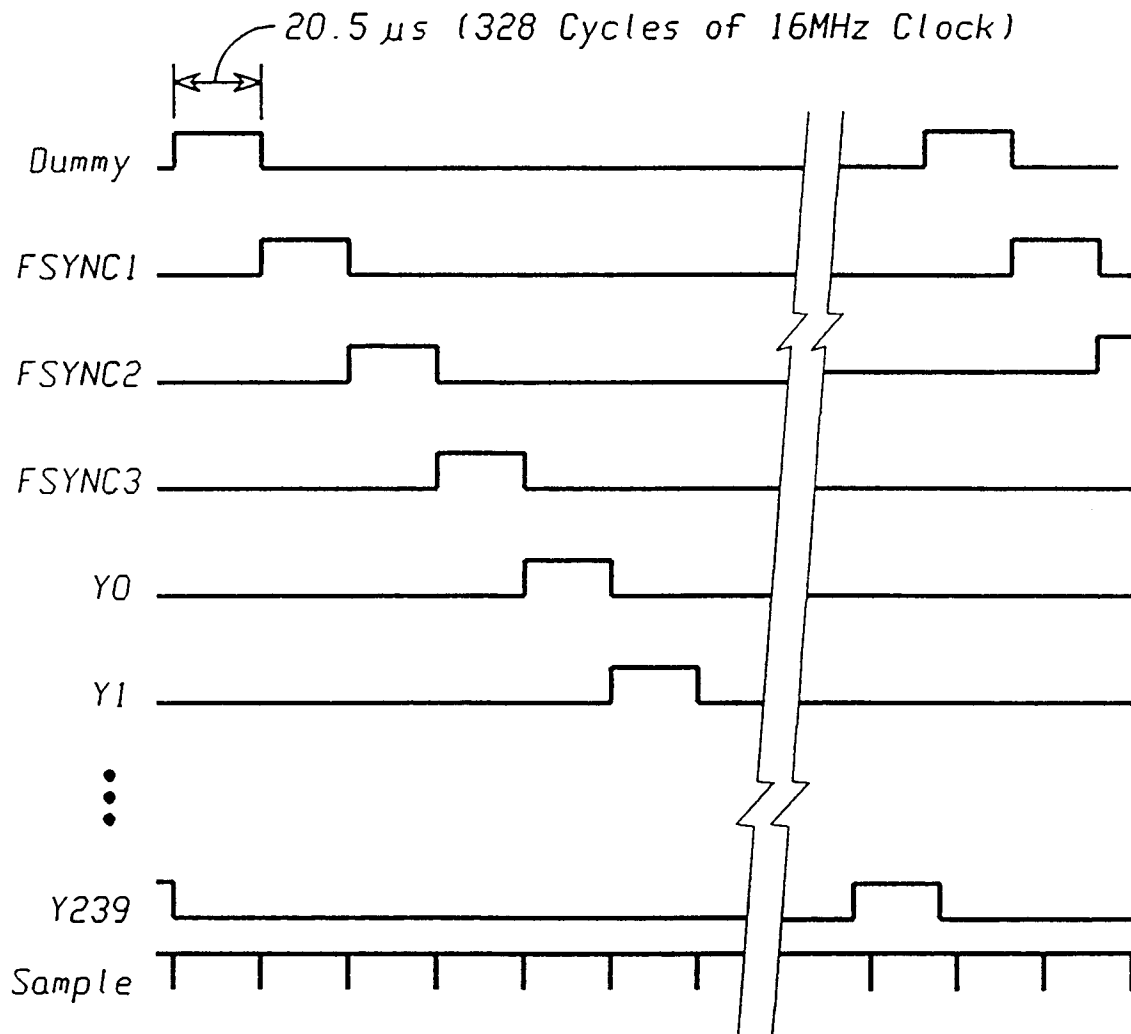 20.5 μs (328 Cycles of 16MHz Clock)
Dummy
FSYNC1
FSYNC2
FSYNC3
Y0
Y1
Y239
Sample